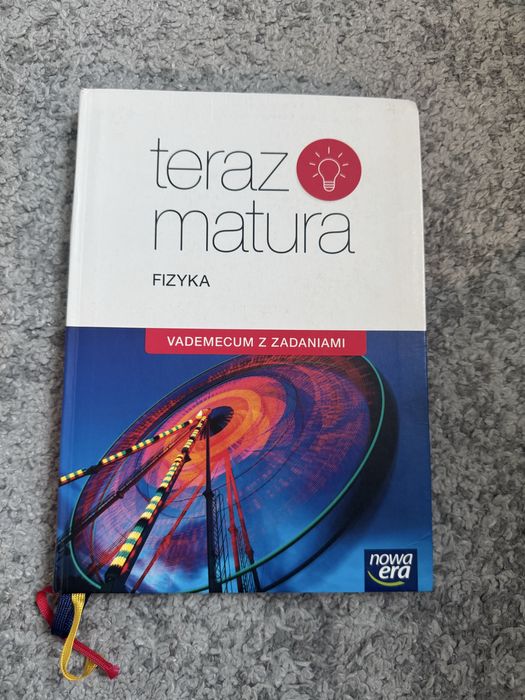 teraz
matura
FIZYKA
VADEMECUM Z ZADANIAMI
nowa
era